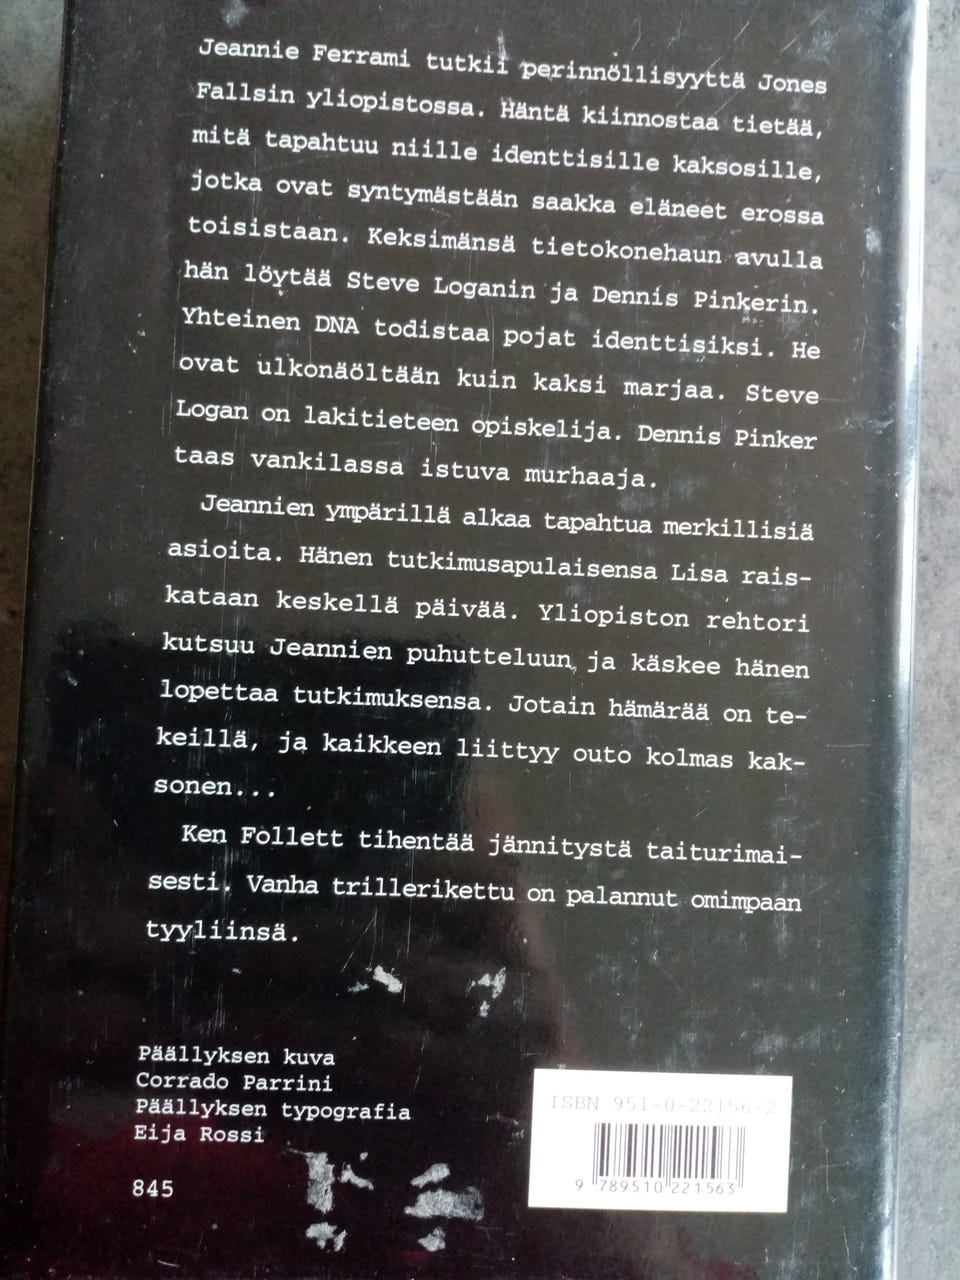 Jeannie Ferrami tutkii perinnöllisyyttä Jones
Fallsin yliopistossa. Häntä kiinnostaa tietää,
mitä tapahtuu niille identtisille kaksosille,
jotka ovat syntymästään saakka eläneet erossa
toisistaan. Keksimänsä tietokonehaun avulla
hän löytää Steve Loganin ja Dennis Pinkerin.
Yhteinen DNA todistaa pojat identtisiksi. He
ovat ulkonäöltään kuin kaksi marjaa. Steve
Logan on lakitieteen opiskelija. Dennis Pinker
taas vankilassa istuva murhaaja.
Jeannien ympärillä alkaa tapahtua merkillisiä
asioita. Hänen tutkimusapulaisensa Lisa rais-
kataan keskellä päivää. Yliopiston rehtori
kutsuu Jeannien puhutteluun ja käskee hänen
lopettaa tutkimuksensa. Jotain hämärää on te-
keillä, ja kaikkeen liittyy outo kolmas kak-
sonen...
Ken Follett tihentää jännitystä taiturimai-
sesti. Vanha trillerikettu on palannut omimpaan
tyyliinsä.
Päällyksen kuva
Corrado Parrini
Päällyksen typografia
Eija Rossi
845
ISBN 951-0-22156-2
9 789510 221563